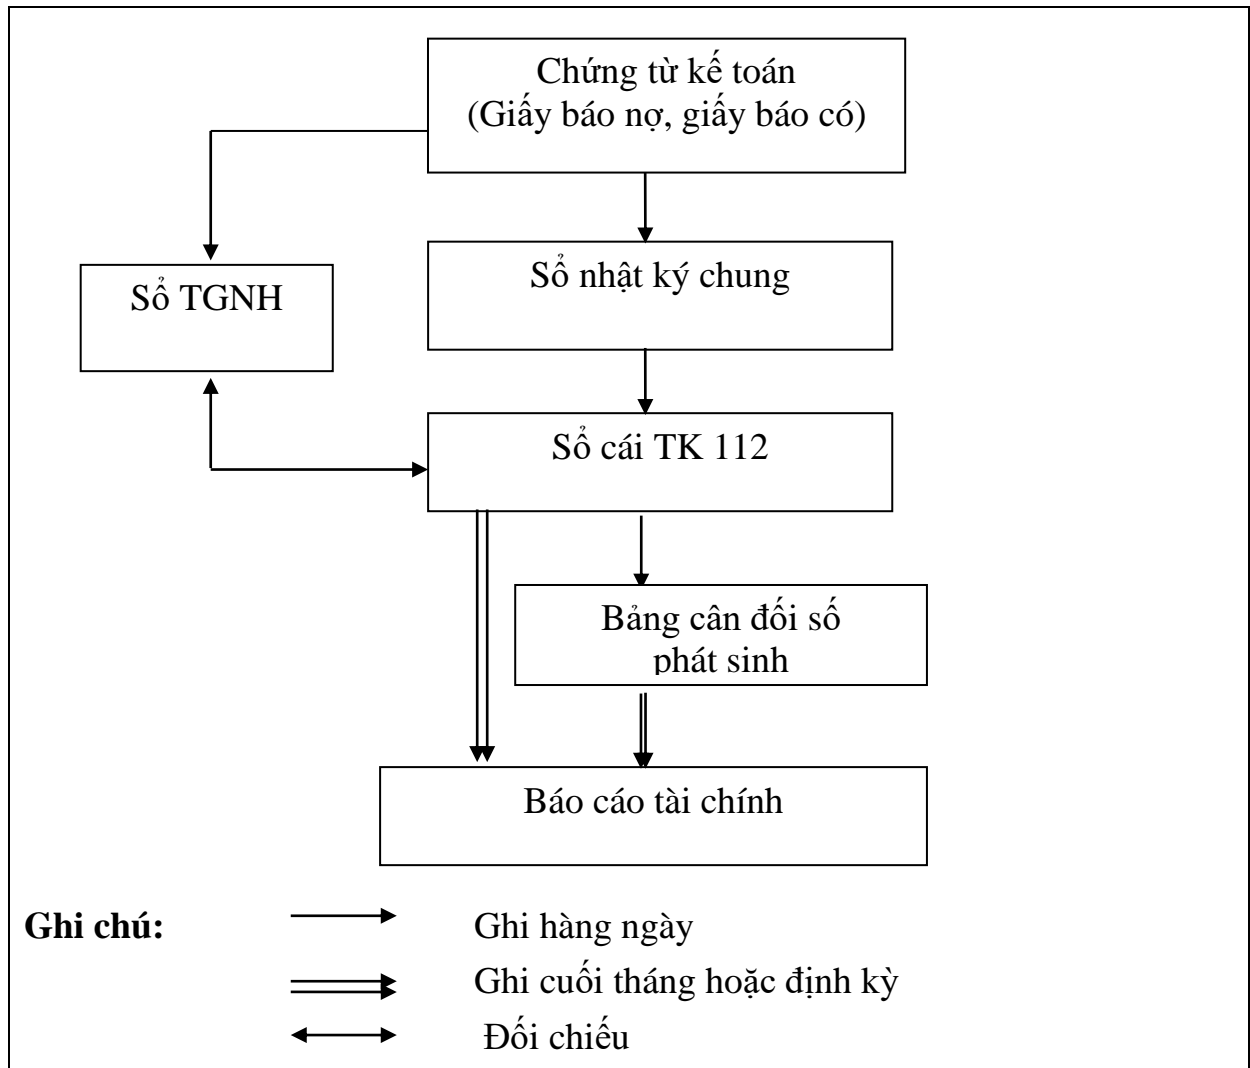 Chứng từ kế toán
(Giấy báo nợ, giấy báo có)
Sổ TGNH
Sổ nhật ký chung
Sổ cái TK 112
Bảng cân đối số
phát sinh
Báo cáo tài chính
Ghi chú:
Ghi hàng ngày
Ghi cuối tháng hoặc định kỳ
Đối chiếu